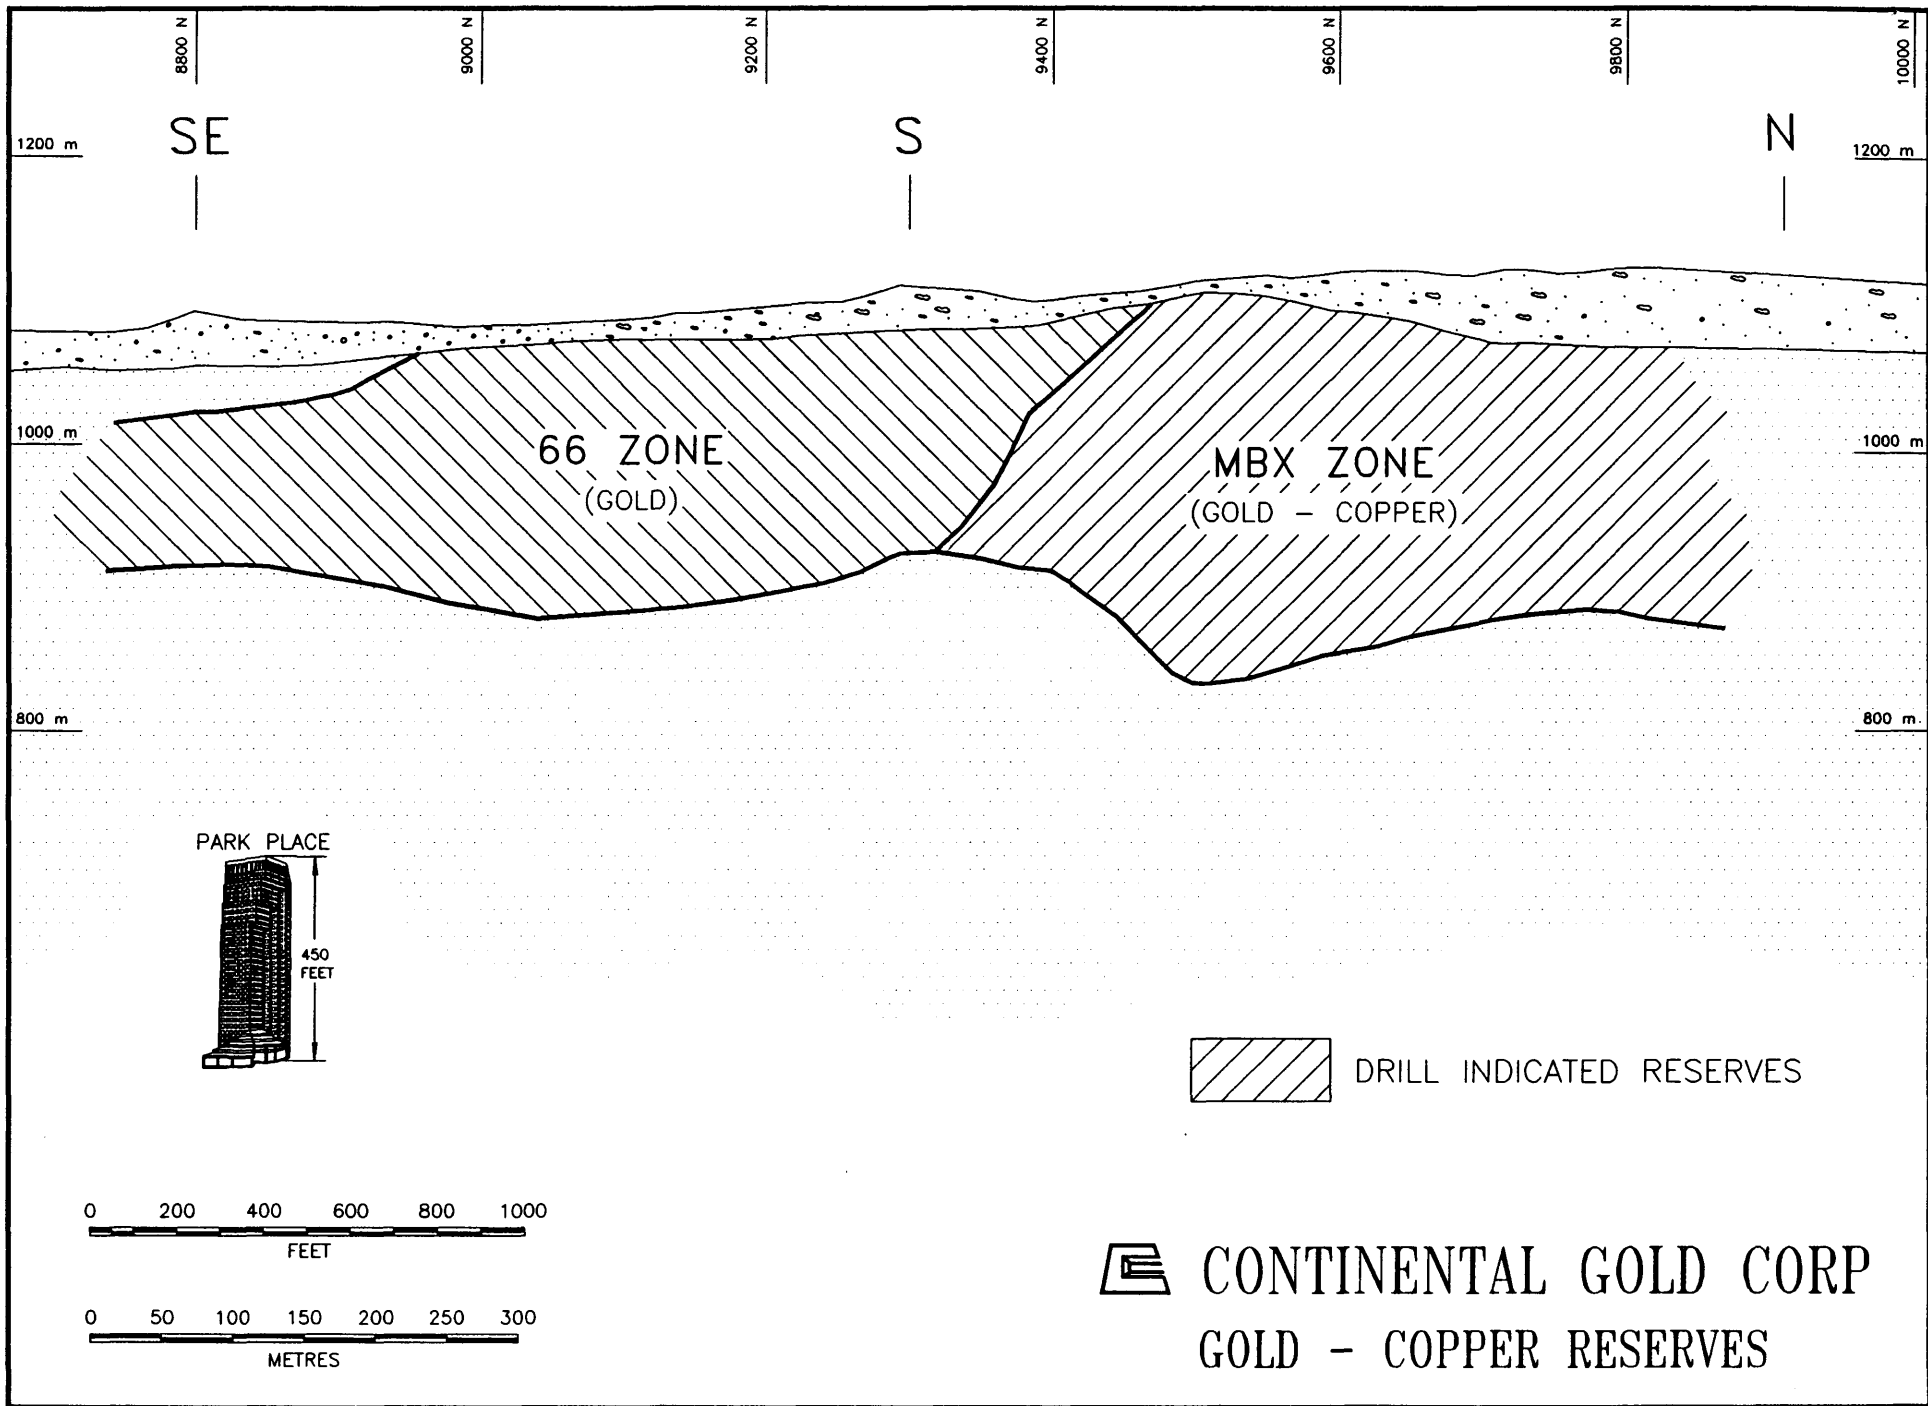 8800 N
9000 N
9200 N
9400 N
9600 N
9800 N
10000 N
SE
S
N
1200 m
1200 m
66 ZONE
(GOLD)
MBX ZONE
(GOLD - COPPER)
1000 m
1000 m
800 m
800 m
PARK PLACE
450
FEET
DRILL INDICATED RESERVES
0 200 400 600 800 1000
FEET
0 50 100 150 200 250 300
METRES
CONTINENTAL GOLD CORP
GOLD - COPPER RESERVES